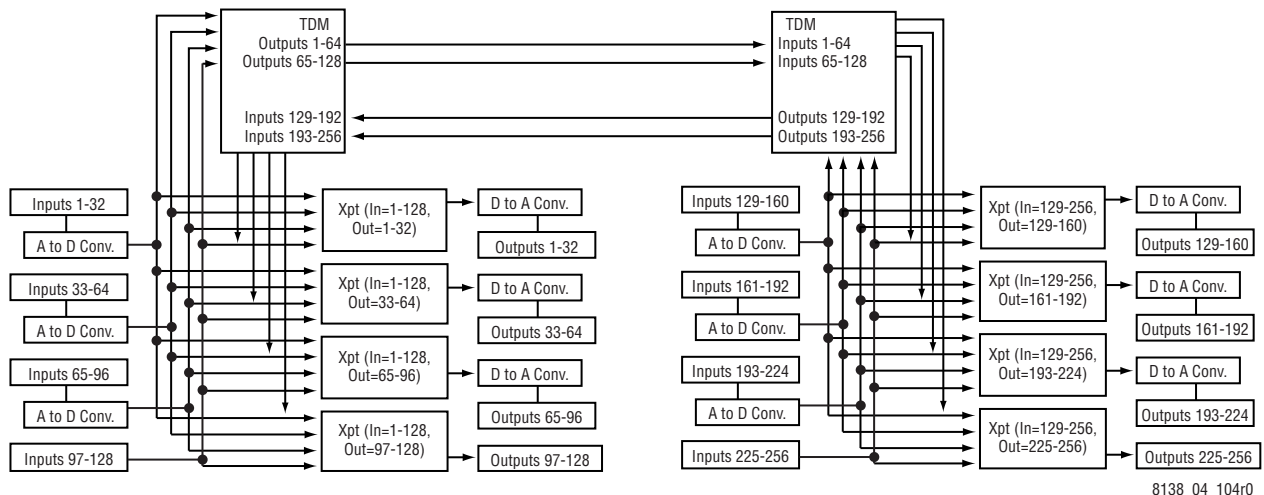 TDM
Outputs 1-64
Outputs 65-128
Inputs 129-192
Inputs 193-256
TDM
Inputs 1-64
Inputs 65-128
Outputs 129-192
Outputs 193-256
Inputs 1-32
A to D Conv.
Inputs 33-64
A to D Conv.
Inputs 65-96
A to D Conv.
Inputs 97-128
Xpt (In=1-128,
Out=1-32)
Xpt (In=1-128,
Out=33-64)
Xpt (In=1-128,
Out=65-96)
Xpt (In=1-128,
Out=97-128)
D to A Conv.
Outputs 1-32
D to A Conv.
Outputs 33-64
D to A Conv.
Outputs 65-96
Outputs 97-128
Inputs 129-160
A to D Conv.
Inputs 161-192
A to D Conv.
Inputs 193-224
A to D Conv.
Inputs 225-256
Xpt (In=129-256,
Out=129-160)
Xpt (In=129-256,
Out=161-192)
Xpt (In=129-256,
Out=193-224)
Xpt (In=129-256,
Out=225-256)
D to A Conv.
Outputs 129-160
D to A Conv.
Outputs 161-192
D to A Conv.
Outputs 193-224
Outputs 225-256
8138_04_104r0